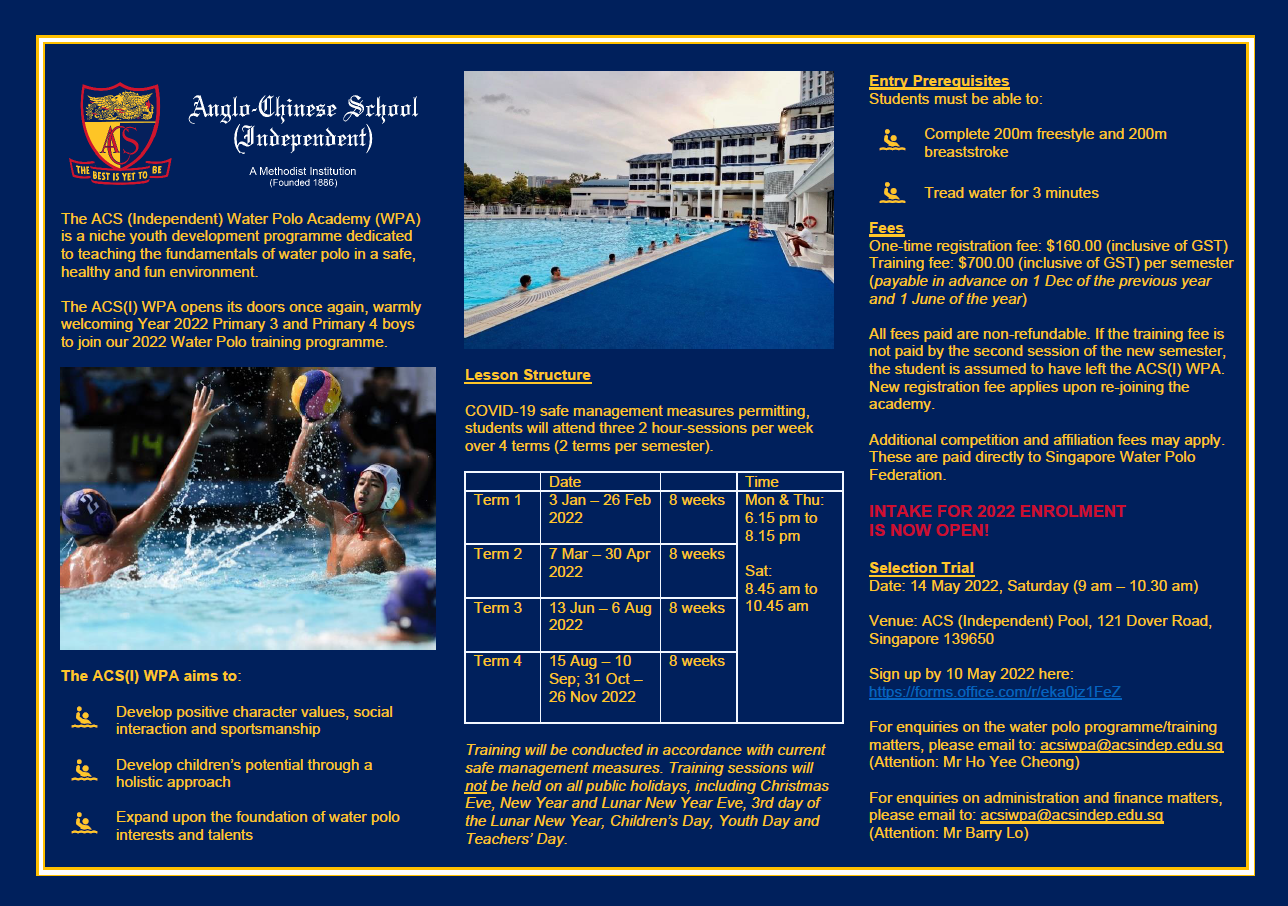 Anglo-Chinese School
(Independent)
A Methodist Institution
(Founded 1886)
ACS
THE BEST IS YET TO BE
The ACS (Independent) Water Polo Academy (WPA)
is a niche youth development programme dedicated
to teaching the fundamentals of water polo in a safe,
healthy and fun environment.
The ACS(I) WPA opens its doors once again, warmly
welcoming Year 2022 Primary 3 and Primary 4 boys
to join our 2022 Water Polo training programme.
14
2
The ACS(I) WPA aims to:
Develop positive character values, social
interaction and sportsmanship
Develop children's potential through a
holistic approach
Expand upon the foundation of water polo
interests and talents
Lesson Structure
COVID-19 safe management measures permitting,
students will attend three 2 hour-sessions per week
over 4 terms (2 terms per semester).
Date Time
Term 1 3 Jan – 26 Feb 8 weeks Mon & Thu:
2022 6.15 pm to
8.15 pm
Term 2 7 Mar – 30 Apr 8 weeks
2022 Sat:
8.45 am to
Term 3 13 Jun – 6 Aug 8 weeks 10.45 am
2022
Term 4 15 Aug – 10 8 weeks
Sep; 31 Oct –
26 Nov 2022
Training will be conducted in accordance with current
safe management measures. Training sessions will
not be held on all public holidays, including Christmas
Eve, New Year and Lunar New Year Eve, 3rd day of
the Lunar New Year, Children's Day, Youth Day and
Teachers' Day.
Entry Prerequisites
Students must be able to:
Complete 200m freestyle and 200m
breaststroke
Tread water for 3 minutes
Fees
One-time registration fee: $160.00 (inclusive of GST)
Training fee: $700.00 (inclusive of GST) per semester
(payable in advance on 1 Dec of the previous year
and 1 June of the year)
All fees paid are non-refundable. If the training fee is
not paid by the second session of the new semester,
the student is assumed to have left the ACS(I) WPA.
New registration fee applies upon re-joining the
academy.
Additional competition and affiliation fees may apply.
These are paid directly to Singapore Water Polo
Federation.
INTAKE FOR 2022 ENROLMENT
IS NOW OPEN!
Selection Trial
Date: 14 May 2022, Saturday (9 am – 10.30 am)
Venue: ACS (Independent) Pool, 121 Dover Road,
Singapore 139650
Sign up by 10 May 2022 here:
https://forms.office.com/r/eka0jz1FeZ
For enquiries on the water polo programme/training
matters, please email to: acsiwpa@acsindep.edu.sg
(Attention: Mr Ho Yee Cheong)
For enquiries on administration and finance matters,
please email to: acsiwpa@acsindep.edu.sg
(Attention: Mr Barry Lo)